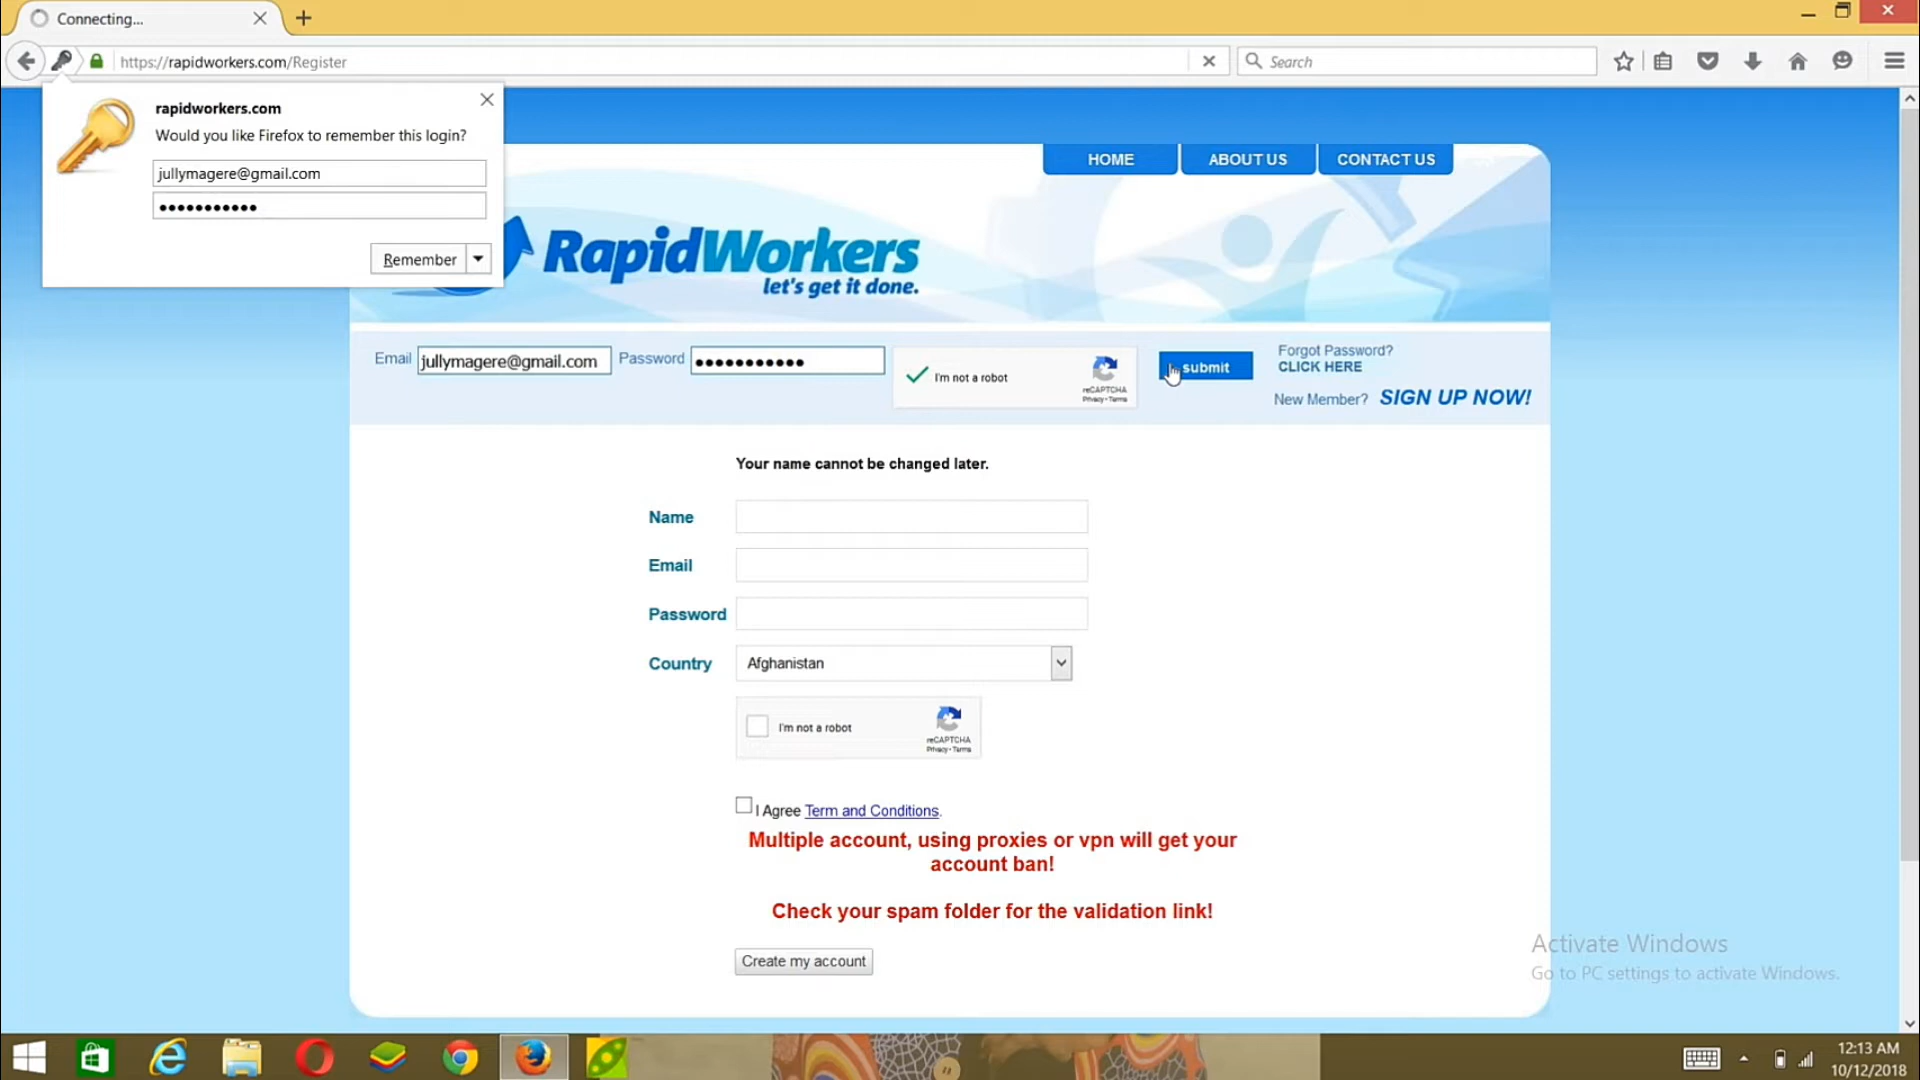 Connecting...
https://rapidworkers.com/Register
Search
rapidworkers.com
Would you like Firefox to remember this login?
jullymagere@gmail.com
Remember
HOME
ABOUT US
CONTACT US
RapidWorkers
let's get it done.
Email
jullymagere@gmail.com
Password
I'm not a robot
reCAPTCHA
Privacy - Terms
submit
Forgot Password?
CLICK HERE
New Member? SIGN UP NOW!
Your name cannot be changed later.
Name
Email
Password
Country
Afghanistan
I'm not a robot
reCAPTCHA
Privacy - Terms
I Agree Term and Conditions.
Multiple account, using proxies or vpn will get your
account ban!
Check your spam folder for the validation link!
Create my account
Activate Windows
Go to PC settings to activate Windows.
12:13 AM
10/12/2018